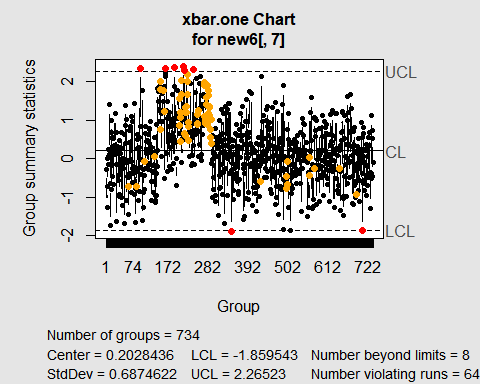 xbar.one Chart
for new6[, 7]
Group summary statistics
2
1
0
-1
-2
UCL
CL
LCL
1 74 172 282 392 502 612 722
Group
Number of groups = 734
Center = 0.2028436 LCL = -1.859543 Number beyond limits = 8
StdDev = 0.6874622 UCL = 2.26523 Number violating runs = 64